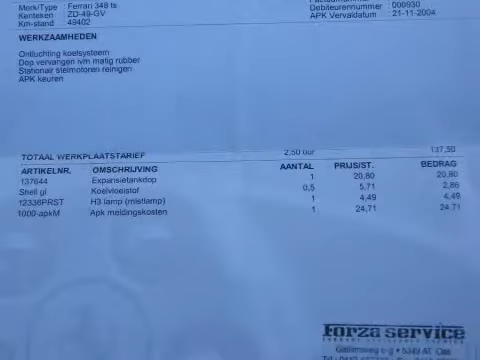 Merk/Type : Ferrari 348 ts
Kenteken : ZD-49-GV
Km-stand : 49402
Debiteurennummer : 000930
APK Vervaldatum : 21-11-2004
WERKZAAMHEDEN
Ontluchting koelsysteem
Dop vervangen ivm matig rubber
Stationair stelmotoren reinigen
APK keuren
TOTAAL WERKPLAATSTARIEF 2,50 uur 137,50
ARTIKELNR. OMSCHRIJVING AANTAL PRIJS/ST. BEDRAG
137644 Expansietankdop 1 20,80 20,80
Shell gl Koelvloeistof 0,5 5,71 2,86
12336PRST H3 lamp (mistlamp) 1 4,49 4,49
1000-apkM Apk meldingskosten 1 24,71 24,71
forza service
5349 AT Oss